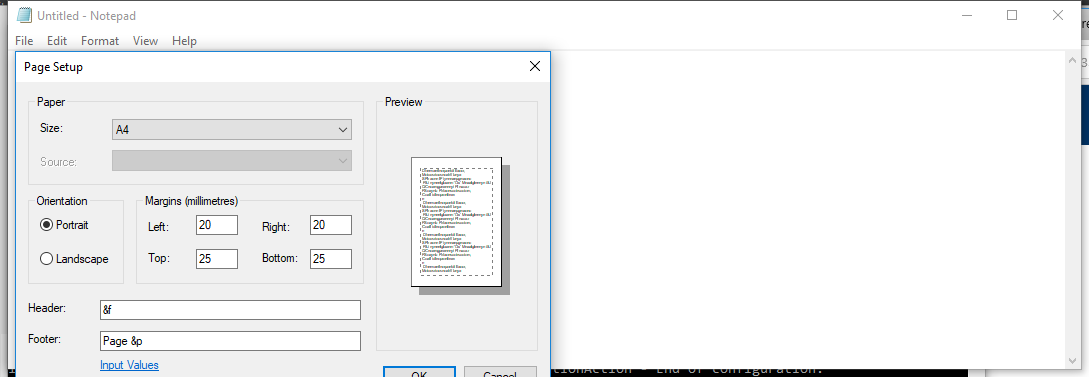 Untitled - Notepad
File Edit Format View Help
Page Setup
Paper
Size: A4
Source:
Preview
Orientation
Portrait
Landscape
Margins (millimetres)
Left: 20 Right: 20
Top: 25 Bottom: 25
Header: &f
Footer: Page &p
Input Values
OK Cancel
tionAction - End of configuration.